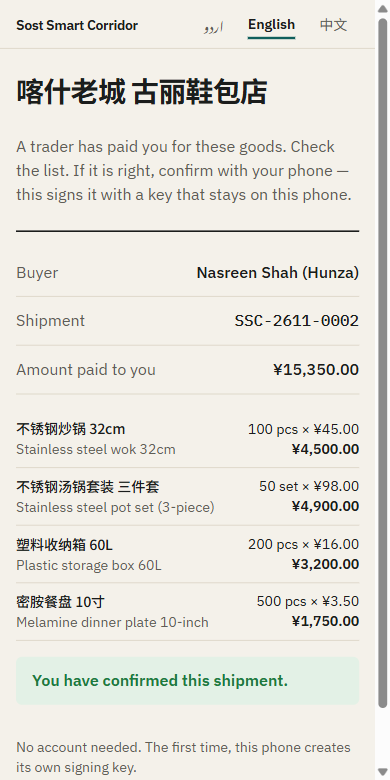 Sost Smart Corridor
اردو
English
中文
喀什老城 古丽鞋包店
A trader has paid you for these goods. Check
the list. If it is right, confirm with your phone —
this signs it with a key that stays on this phone.
Buyer
Nasreen Shah (Hunza)
Shipment
SSC-2611-0002
Amount paid to you
¥15,350.00
不锈钢炒锅 32cm
100 pcs × ¥45.00
Stainless steel wok 32cm
¥4,500.00
不锈钢汤锅套装 三件套
50 set × ¥98.00
Stainless steel pot set (3-piece)
¥4,900.00
塑料收纳箱 60L
200 pcs × ¥16.00
Plastic storage box 60L
¥3,200.00
密胺餐盘 10寸
500 pcs × ¥3.50
Melamine dinner plate 10-inch
¥1,750.00
You have confirmed this shipment.
No account needed. The first time, this phone creates
its own signing key.